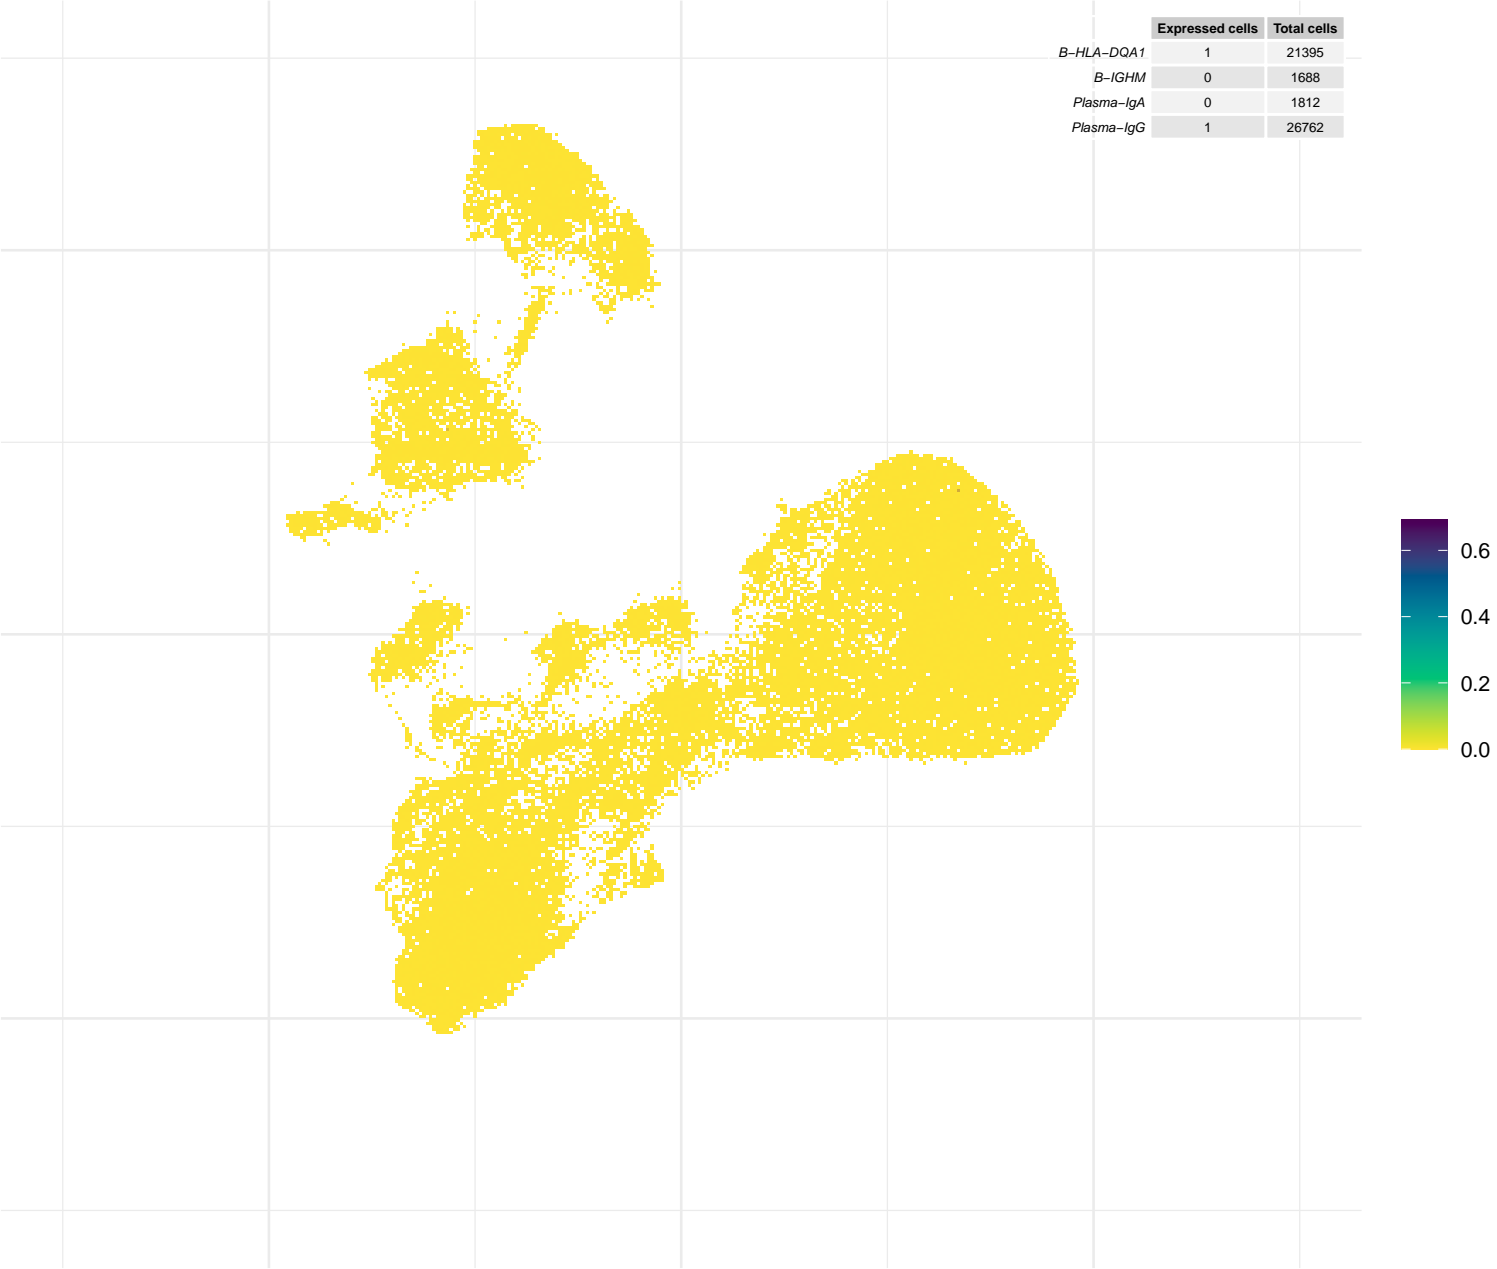 Expressed cells Total cells
B−HLA−DQA1 1 21395
B−IGHM 0 1688
Plasma−IgA 0 1812
Plasma−IgG 1 26762
0.6
0.4
0.2
0.0